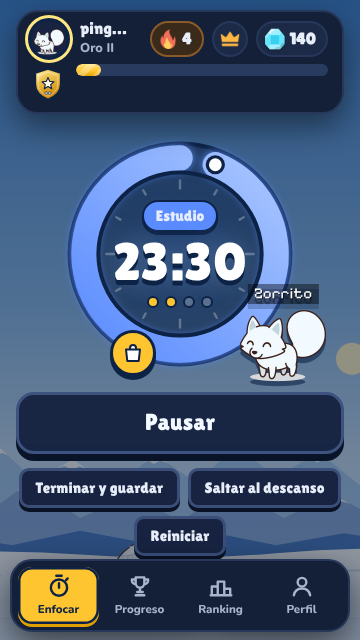 ping...
4
140
Oro II
Estudio
23:30
Zorrito
Pausar
Terminar y guardar
Saltar al descanso
Reiniciar
Enfocar
Progreso
Ranking
Perfil